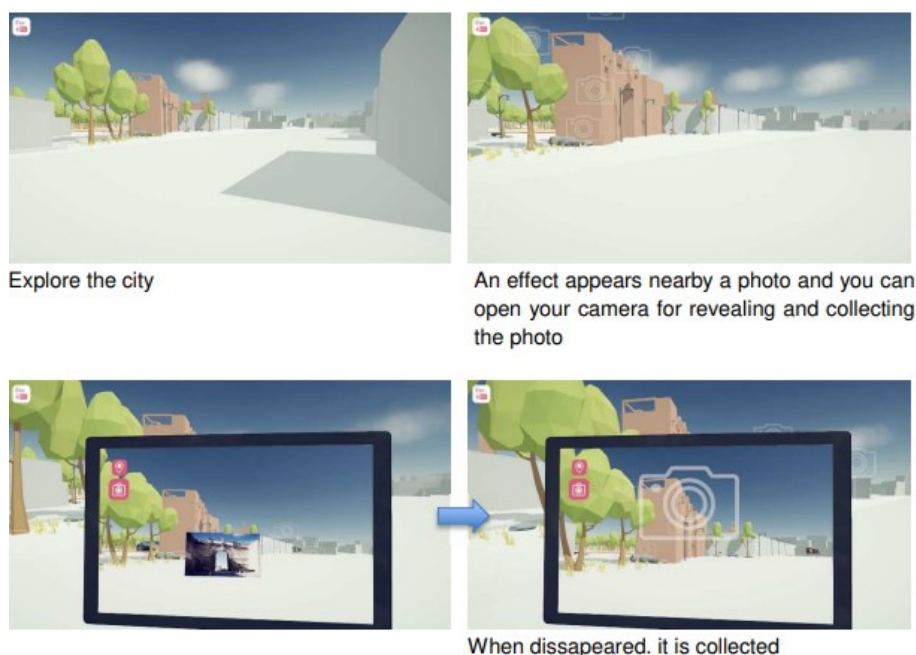 Explore the city
An effect appears nearby a photo and you can
open your camera for revealing and collecting
the photo
When dissapeared. it is collected